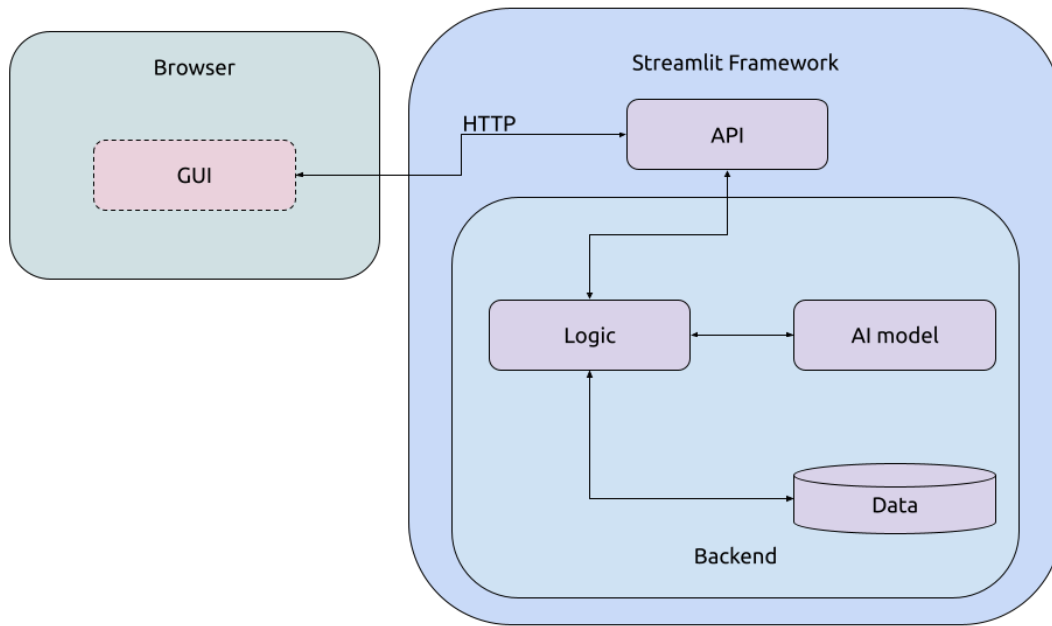 Browser
GUI
HTTP
Streamlit Framework
API
Logic
AI model
Data
Backend